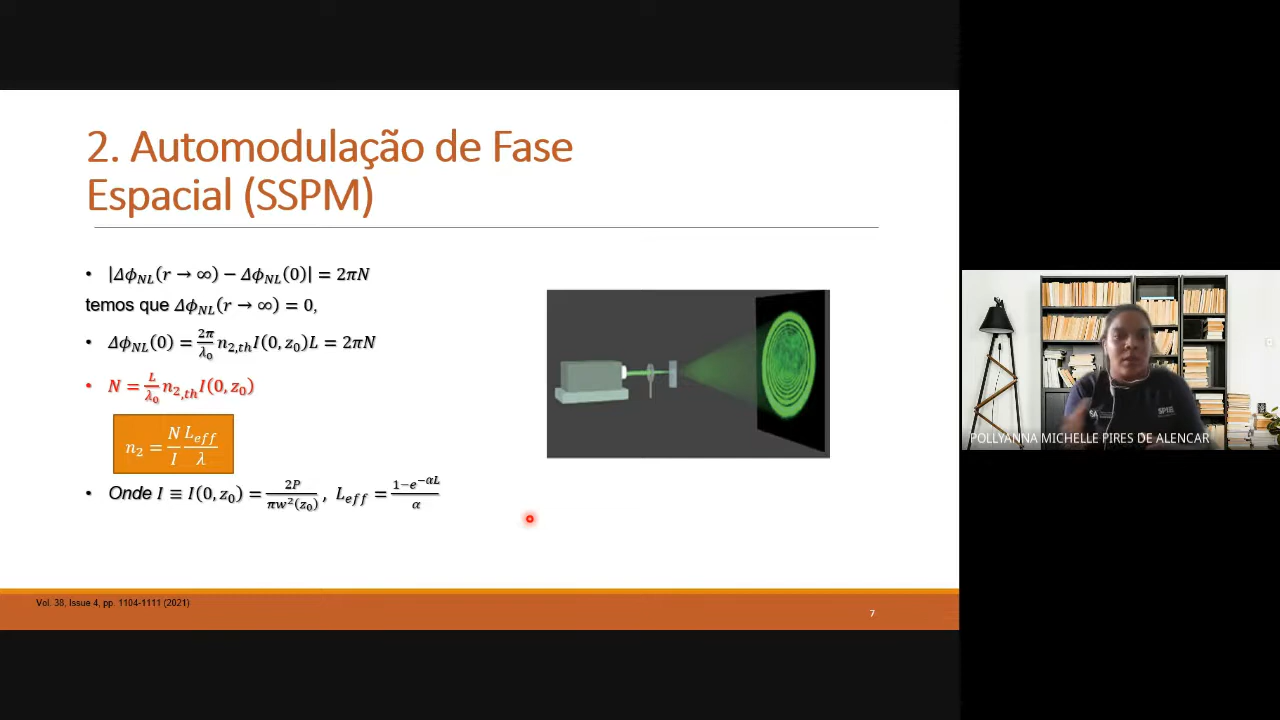 2. Automodulação de Fase
Espacial (SSPM)
• |Δϕ_NL(r → ∞) − Δϕ_NL(0)| = 2πN
temos que Δϕ_NL(r → ∞) = 0,
• Δϕ_NL(0) = 2π/λ₀ n_2,th I(0, z₀)L = 2πN
• N = L/λ₀ n_2,th I(0, z₀)
n₂ = N/I L_eff/λ
• Onde I ≡ I(0, z₀) = 2P/πw²(z₀) , L_eff = 1−e^−αL/α
Vol. 38, Issue 4, pp. 1104-1111 (2021)
7
POLLYANNA MICHELLE PIRES DE ALENCAR